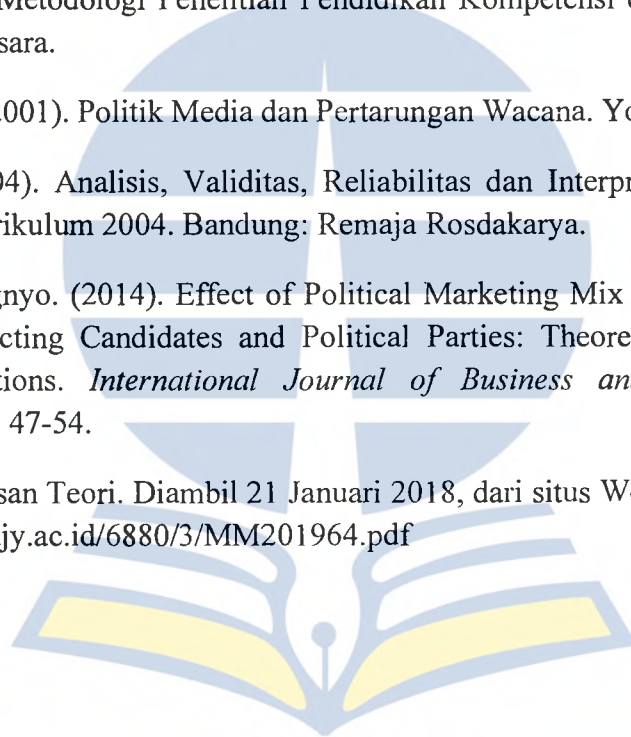 Metodologi Penelitian Pendidikan Kompetensi
sara.
2001). Politik Media dan Pertarungan Wacana. Yo
04). Analisis, Validitas, Reliabilitas dan Interpr
rikulum 2004. Bandung: Remaja Rosdakarya.
gnyo. (2014). Effect of Political Marketing Mix
cting Candidates and Political Parties: Theore
tions. International Journal of Business an
47-54.
san Teori. Diambil 21 Januari 2018, dari situs W
jy.ac.id/6880/3/MM201964.pdf